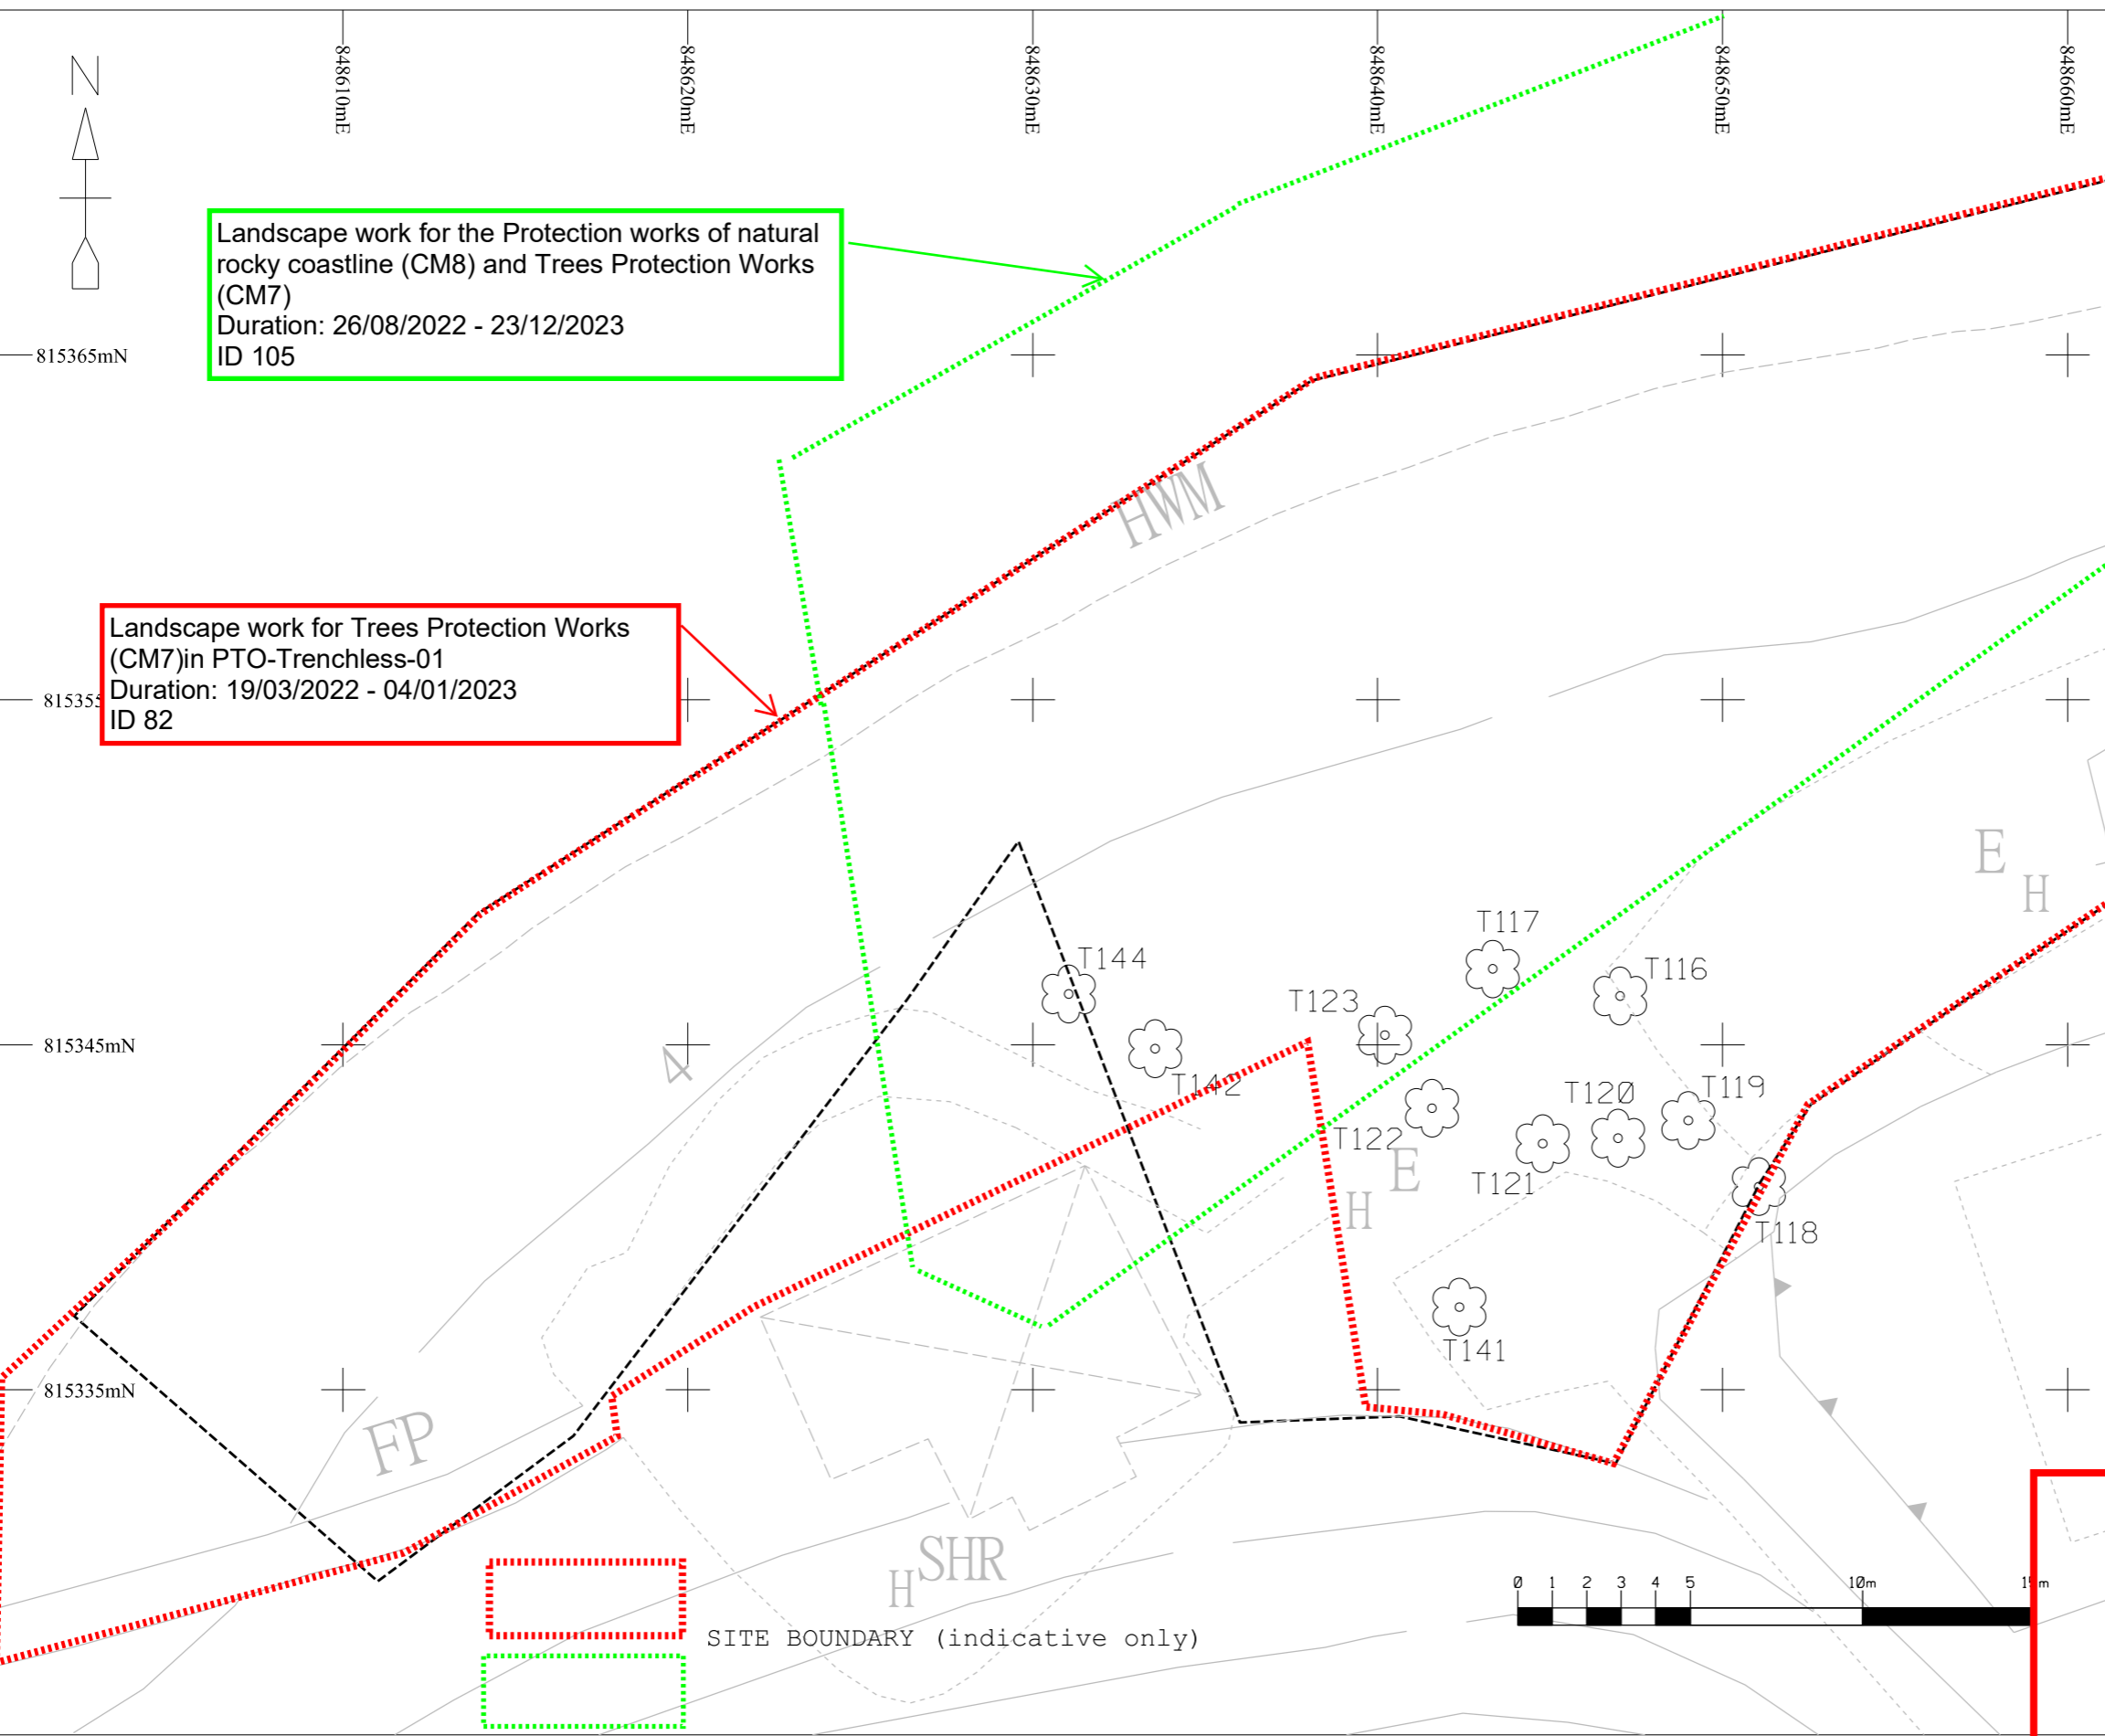 848610mE
848620mE
848630mE
848640mE
848650mE
848660mE
N
Landscape work for the Protection works of natural
rocky coastline (CM8) and Trees Protection Works
(CM7)
Duration: 26/08/2022 - 23/12/2023
ID 105
815365mN
HWM
Landscape work for Trees Protection Works
(CM7)in PTO-Trenchless-01
Duration: 19/03/2022 - 04/01/2023
ID 82
815355
E
H
T117
T144
T116
T123
815345mN
4
T142
T120
T119
T122
E
T121
H
T118
T141
815335mN
FP
SHR
H
0 1 2 3 4 5 10m 15m
SITE BOUNDARY (indicative only)